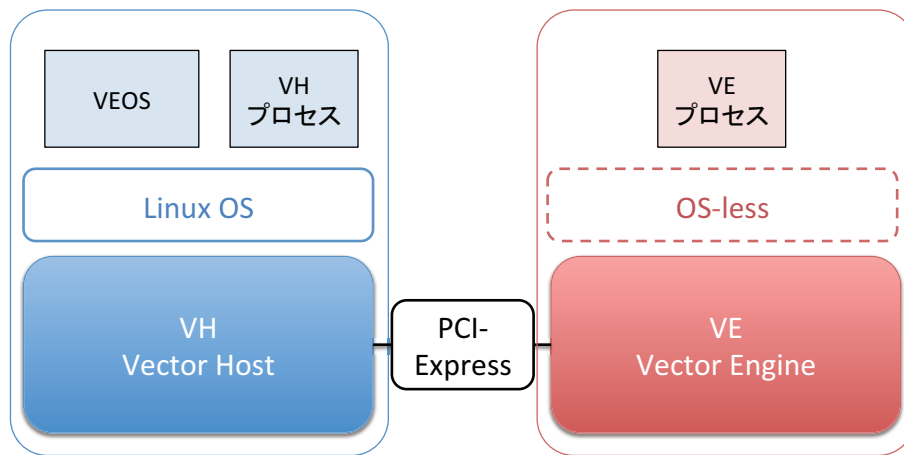 VEOS
VH
プロセス
VE
プロセス
Linux OS
OS-less
VH
Vector Host
PCI-
Express
VE
Vector Engine